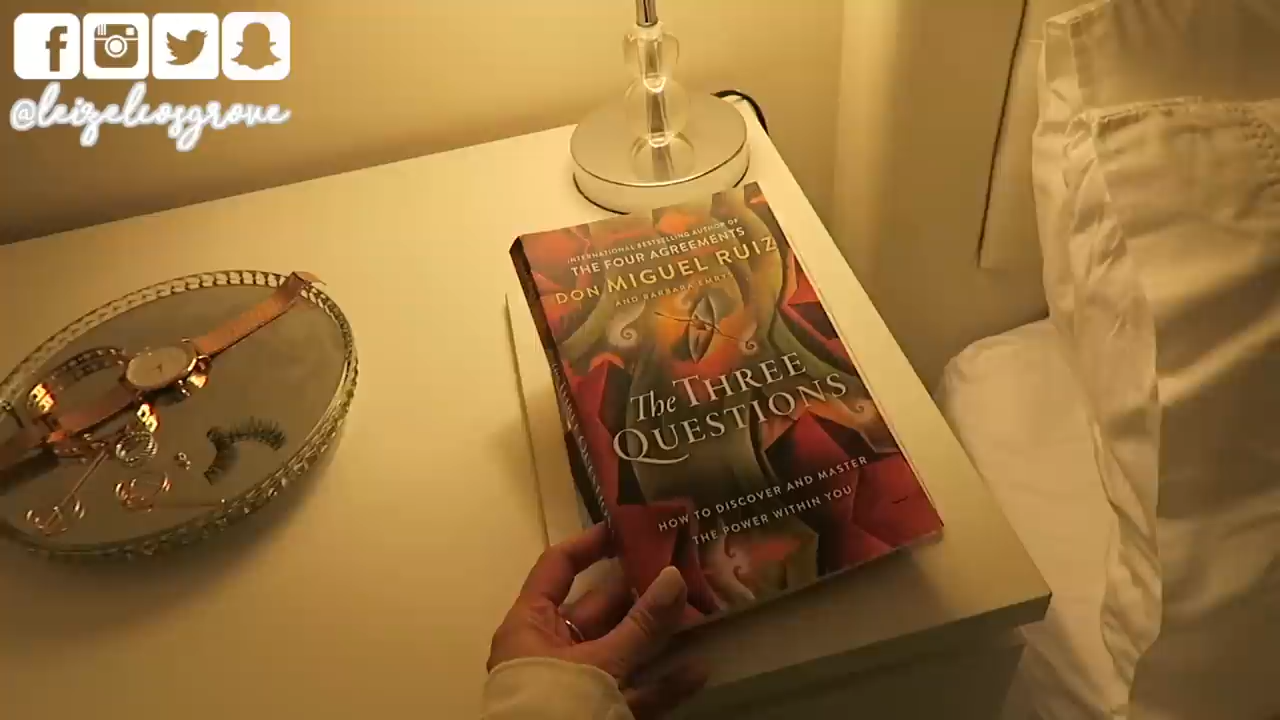 @leizelcosgrove
INTERNATIONAL BESTSELLING AUTHOR OF
THE FOUR AGREEMENTS
DON MIGUEL RUIZ
AND BARBARA EMRYS
The THREE
QUESTIONS
HOW TO DISCOVER AND MASTER
THE POWER WITHIN YOU